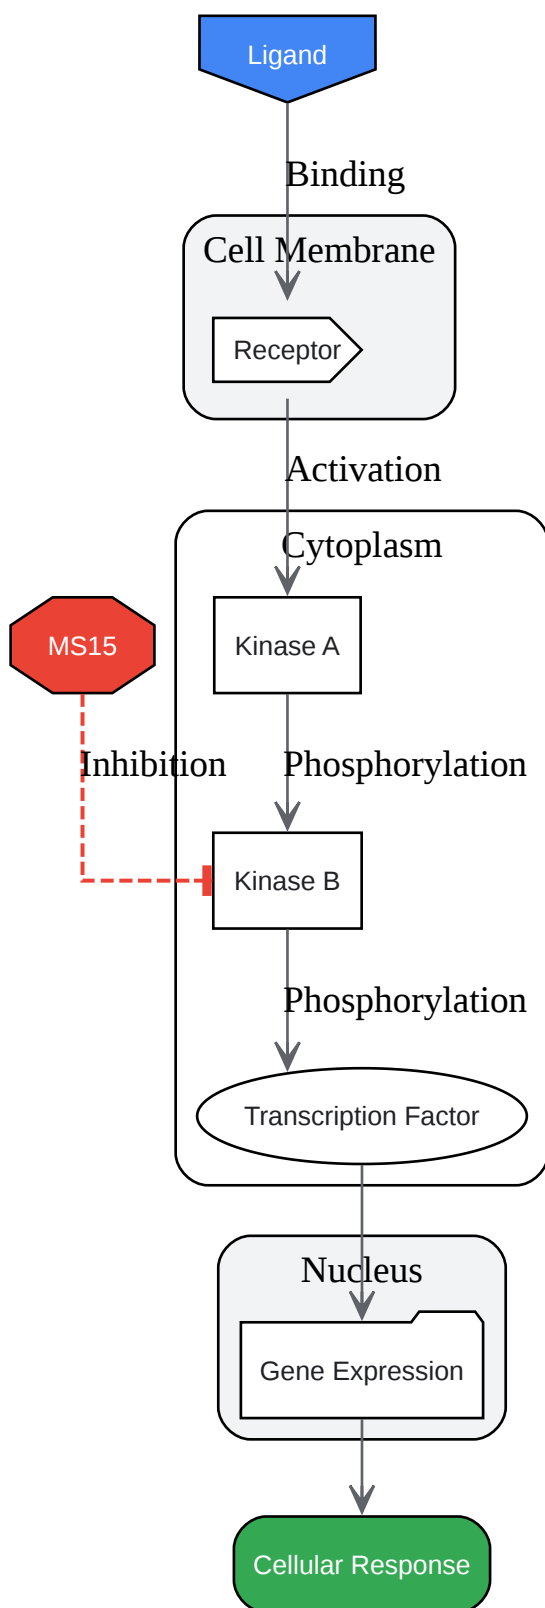 Ligand
Binding
Cell Membrane
Receptor
Activation
Cytoplasm
MS15
Kinase A
Inhibition
Phosphorylation
Kinase B
Phosphorylation
Transcription Factor
Nucleus
Gene Expression
Cellular Response